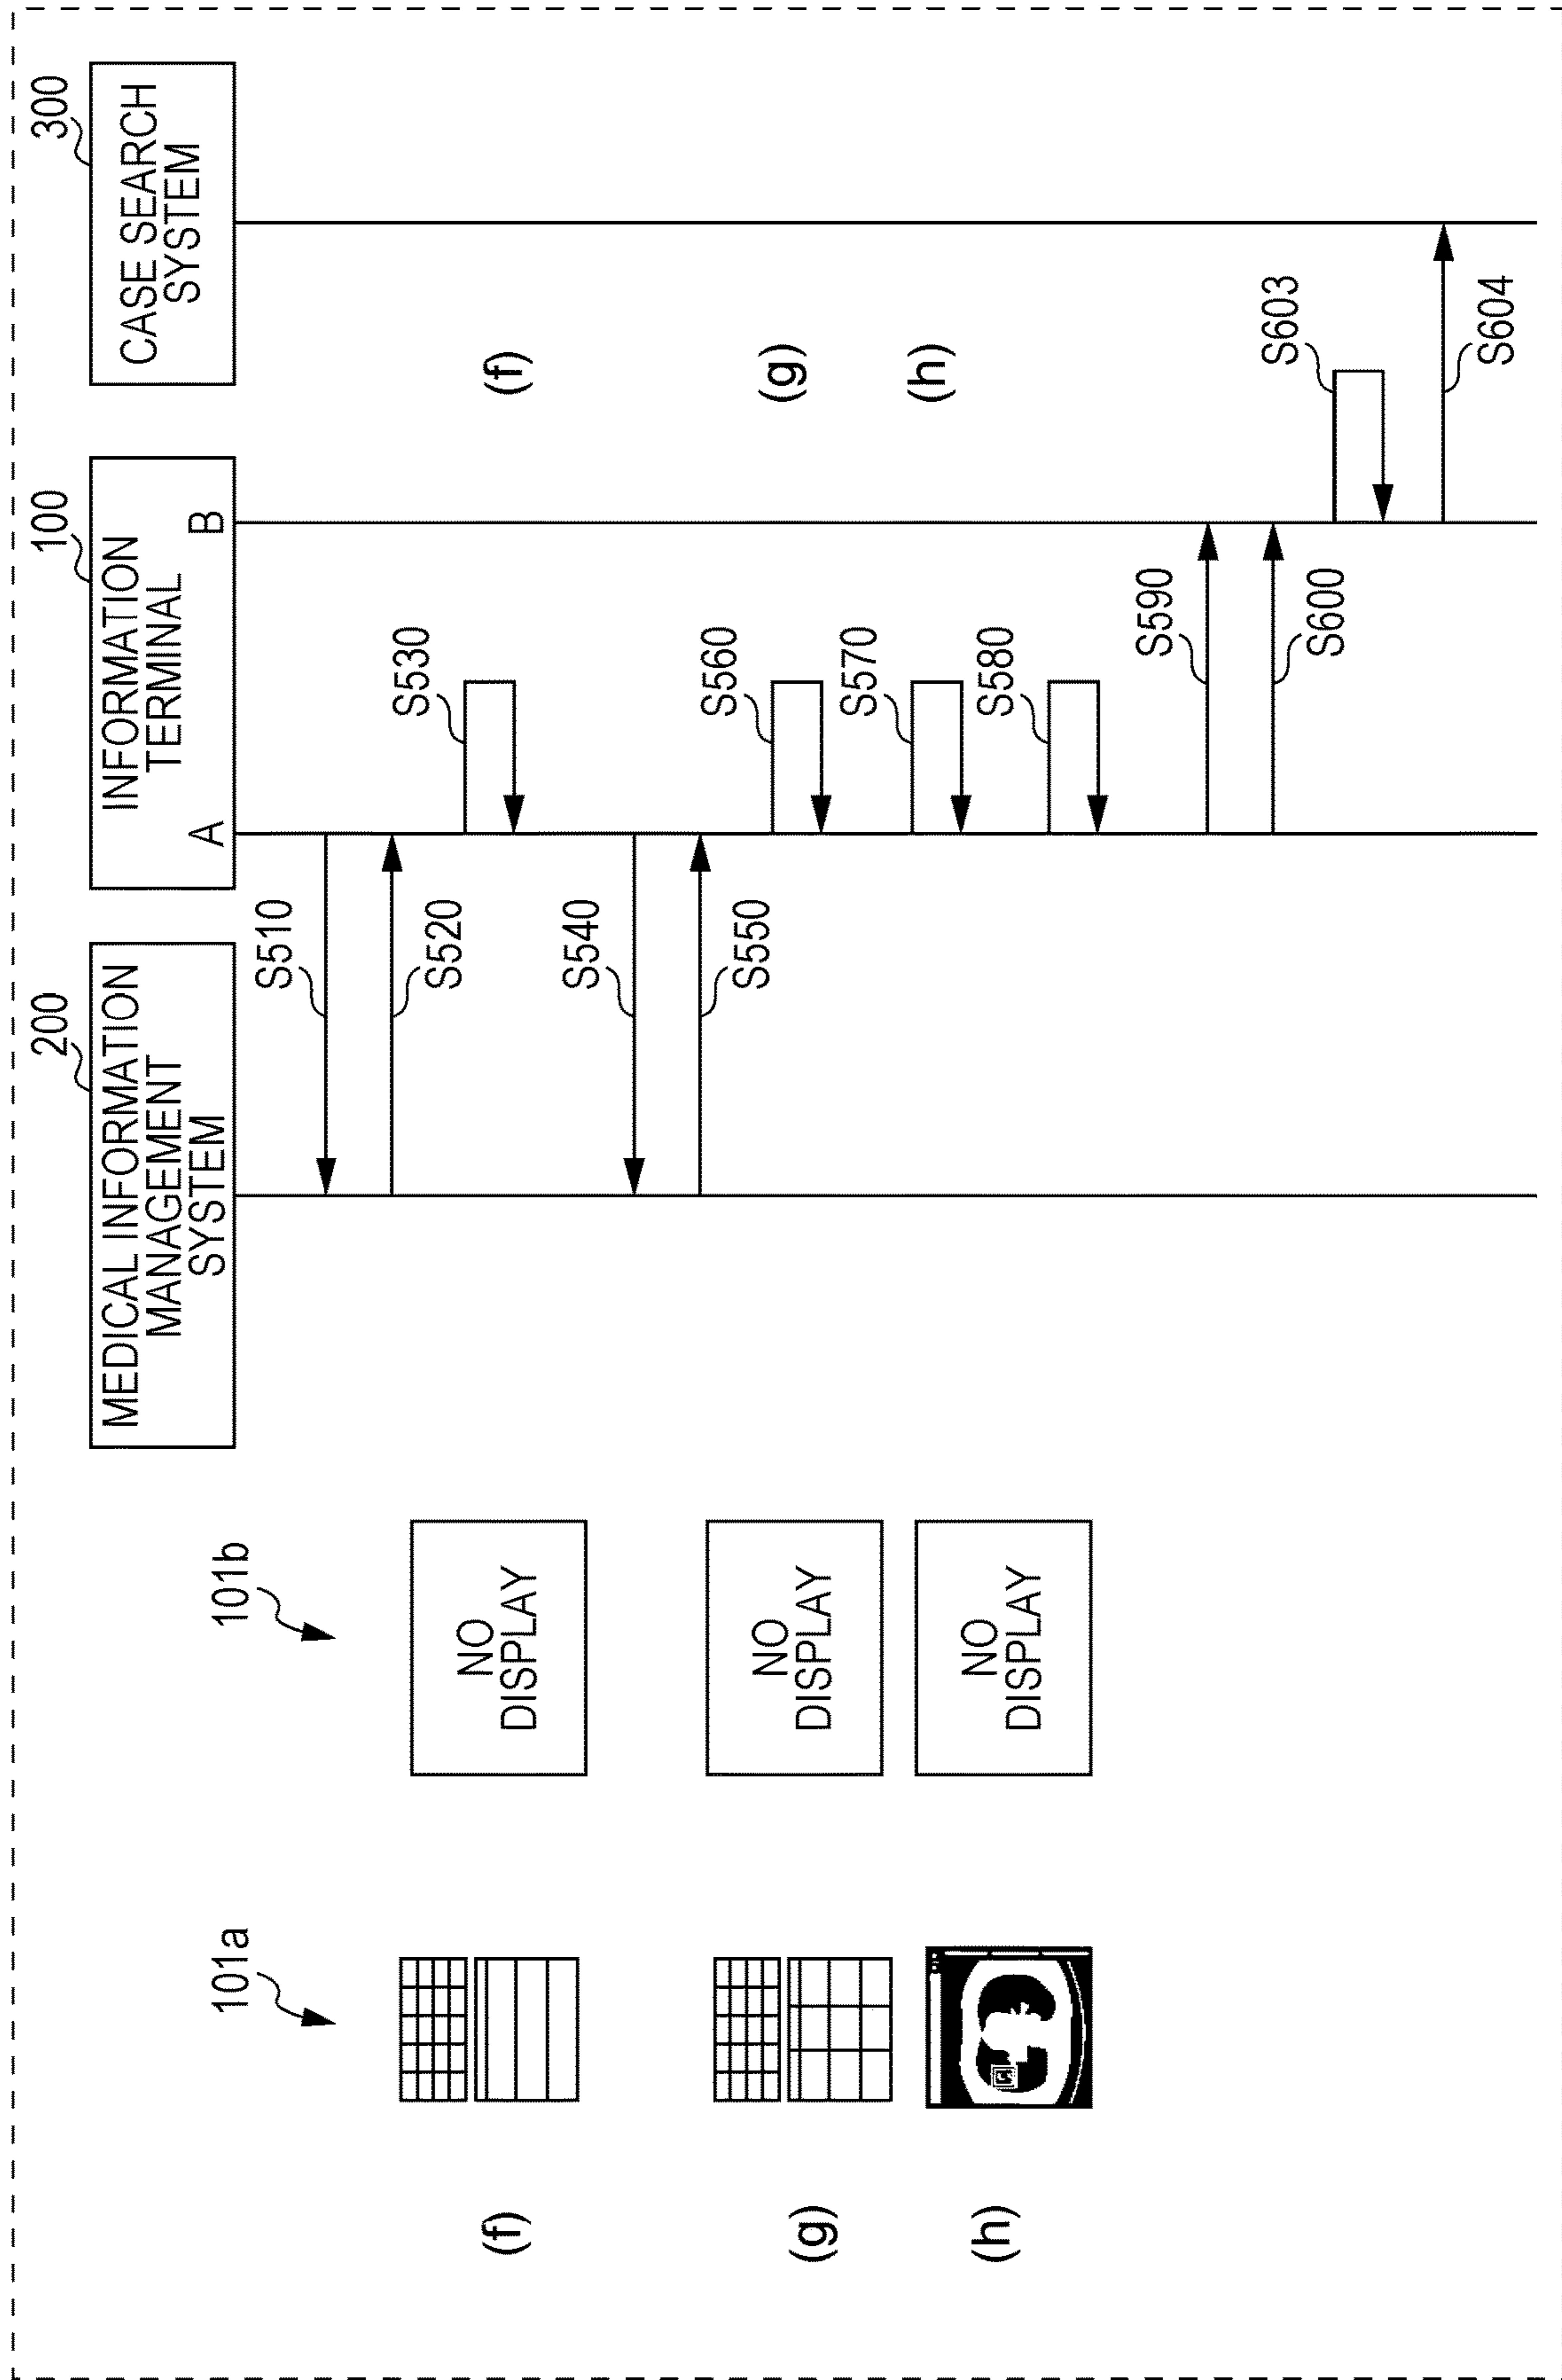 101a
101b
200
MEDICAL INFORMATION
MANAGEMENT
SYSTEM
100
INFORMATION
TERMINAL
A
B
300
CASE SEARCH
SYSTEM
S510
S520
(f)
NO
DISPLAY
S530
(f)
S540
S550
(g)
NO
DISPLAY
S560
(g)
(h)
NO
DISPLAY
S570
(h)
S580
S590
S600
S603
S604